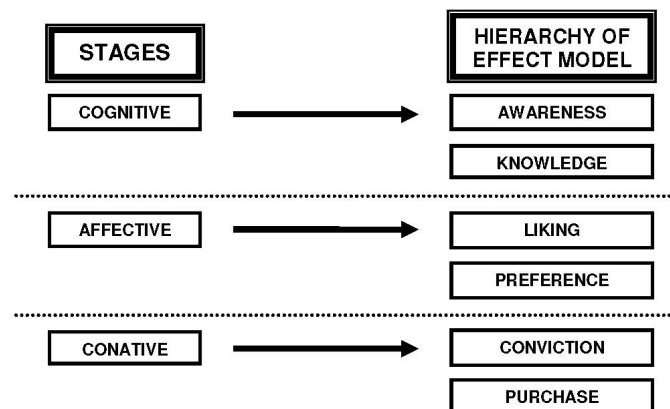 STAGES
HIERARCHY OF
EFFECT MODEL
COGNITIVE
AWARENESS
KNOWLEDGE
AFFECTIVE
LIKING
PREFERENCE
CONATIVE
CONVICTION
PURCHASE